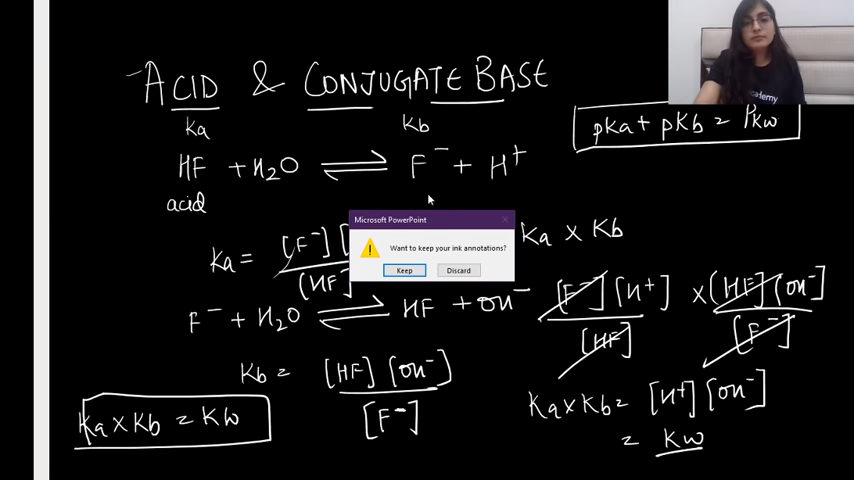 ACID & CONJUGATE BASE
Ka Kb
pKa + pKb = Pkw
HF + H2O ⇌ F⁻ + H⁺
acid
Microsoft PowerPoint
Want to keep your ink annotations?
Keep Discard
Ka = [F⁻] [
[HF]
Ka × Kb
F⁻ + H2O ⇌ HF + OH⁻
[F⁻] [H⁺] × [HF] [OH⁻]
[HF] [F⁻]
Kb = [HF] [OH⁻]
[F⁻]
Ka × Kb = [H⁺] [OH⁻]
= Kw
Ka × Kb = Kw